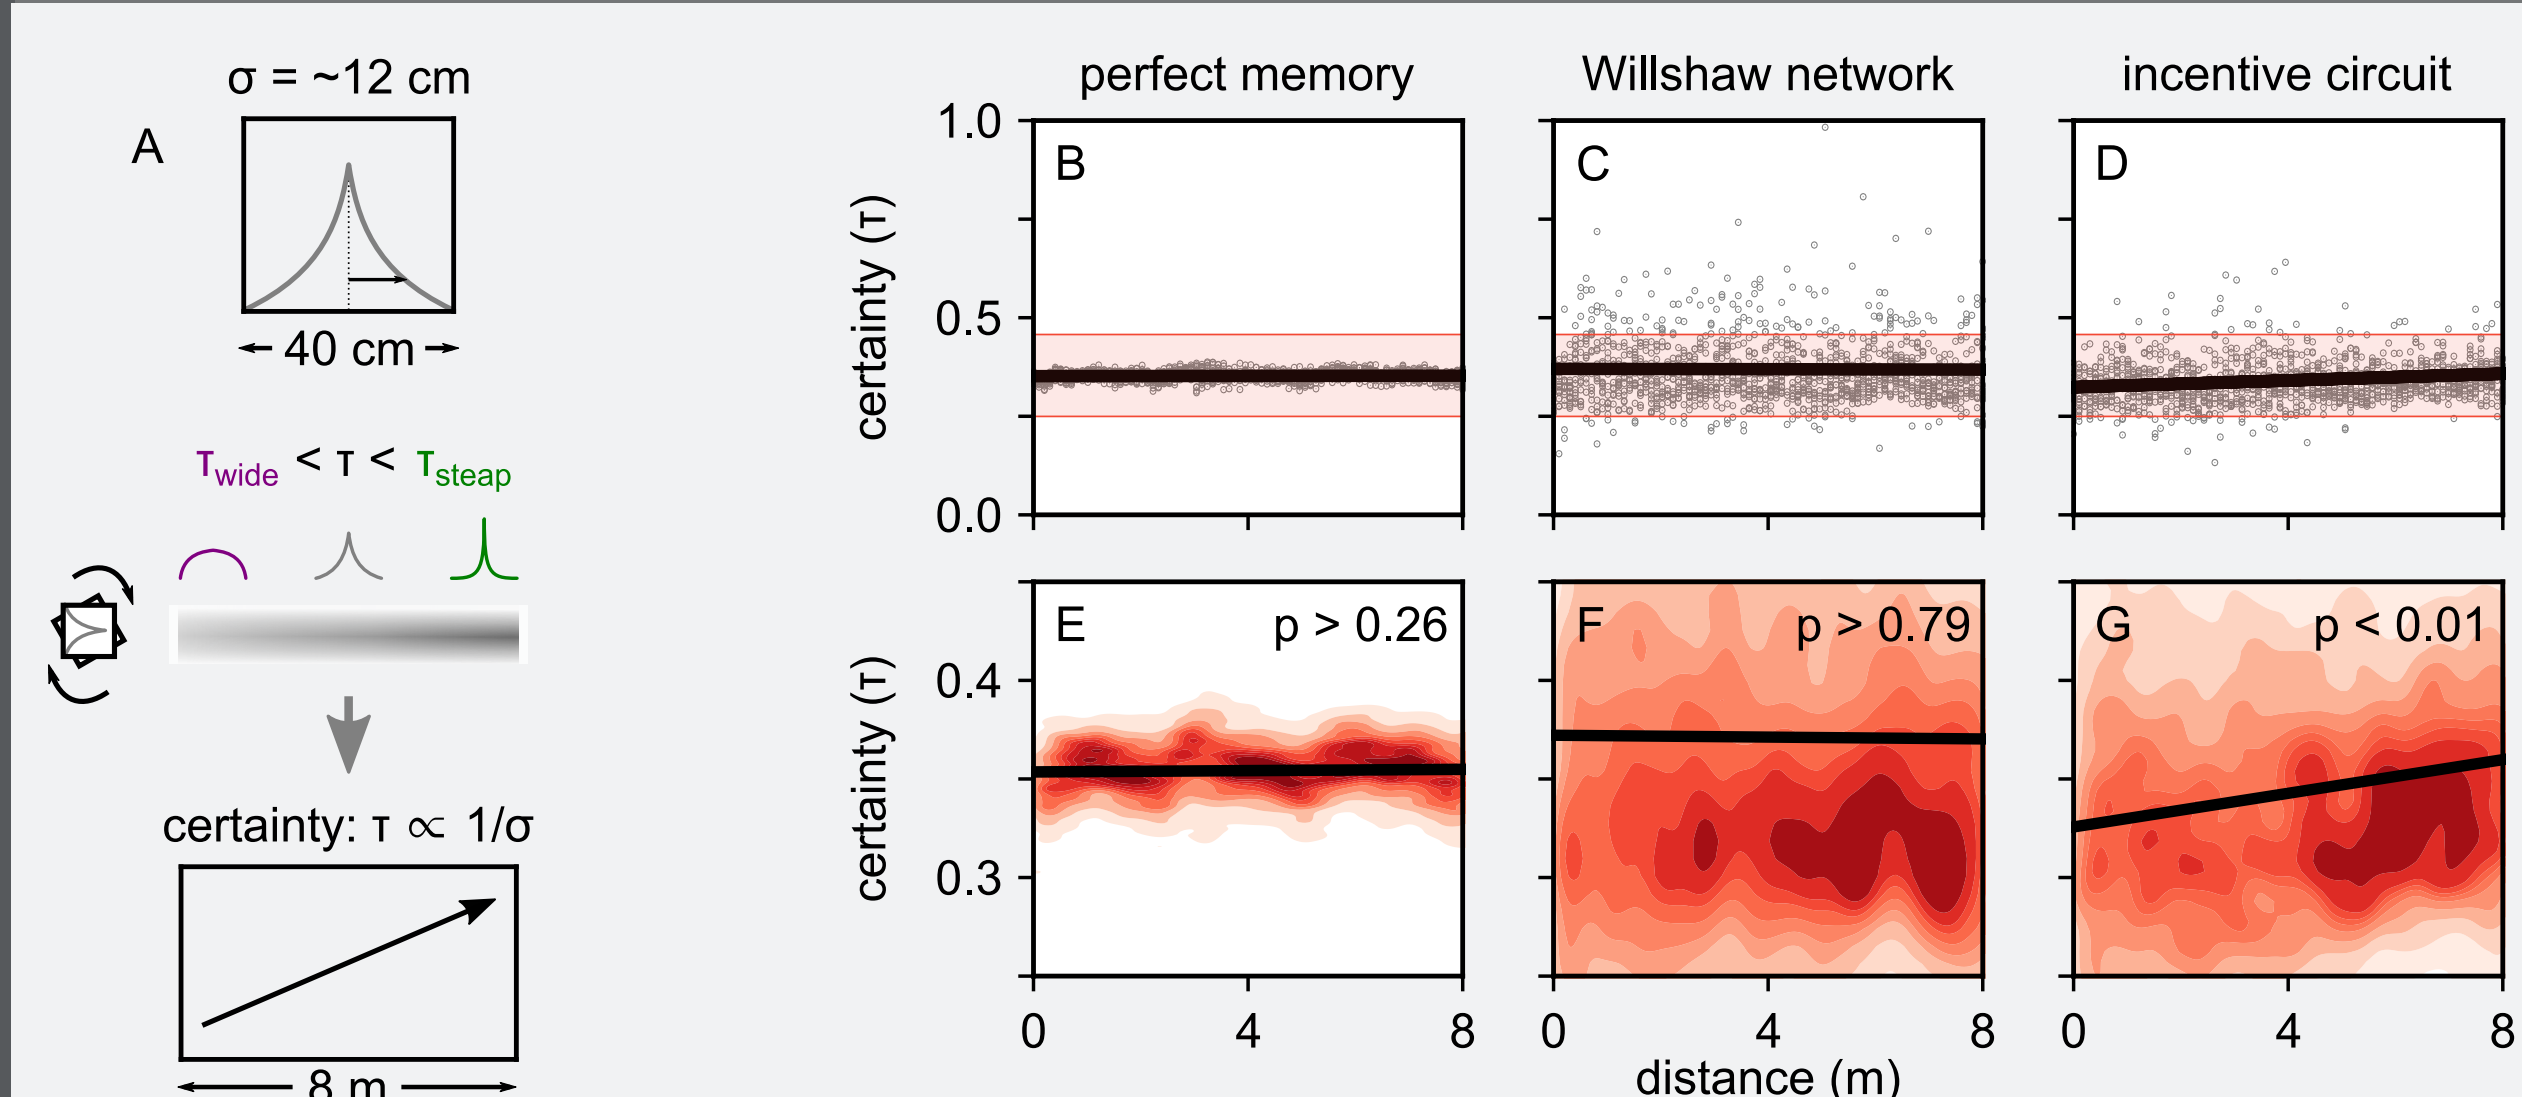 σ = ~12 cm
A
40 cm
τwide < τ < τsteap
certainty: τ ∝ 1/σ
8 m
perfect memory
Willshaw network
incentive circuit
certainty (τ)
1.0
0.5
0.0
B
C
D
certainty (τ)
0.4
0.3
E
p > 0.26
F
p > 0.79
G
p < 0.01
0 4 8
0 4 8
0 4 8
distance (m)